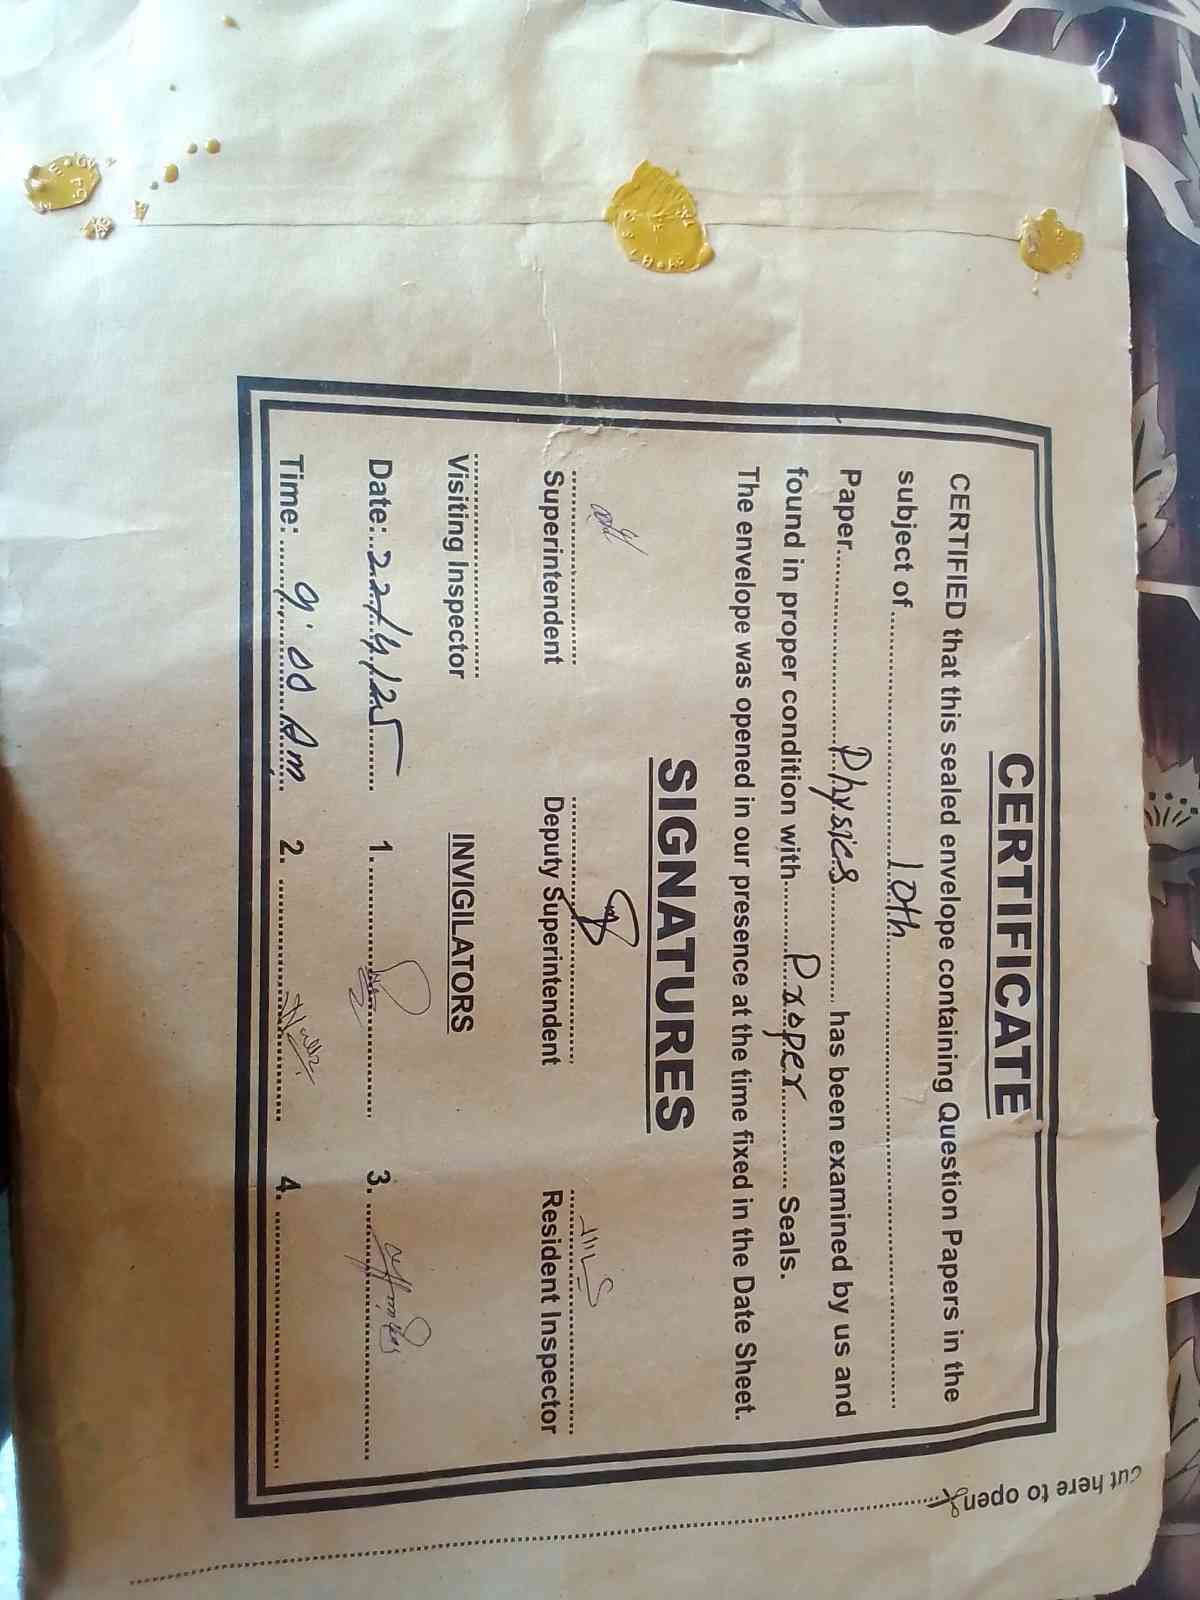 CERTIFICATE
CERTIFIED that this sealed envelope containing Question Papers in the
subject of..........10th..........
Paper..........Physics.......... has been examined by us and
found in proper condition with.......Proper....... Seals.
The envelope was opened in our presence at the time fixed in the Date Sheet.
SIGNATURES
Superintendent Deputy Superintendent Resident Inspector
Visiting Inspector INVIGILATORS
Date: 22/4/25 1. 3.
Time: 9:00 Am 2. 4.
cut here to open